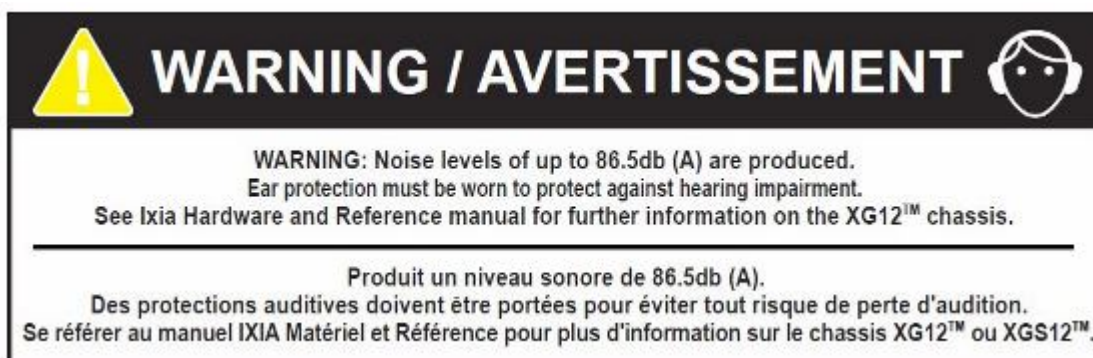 WARNING / AVERTISSEMENT
WARNING: Noise levels of up to 86.5db (A) are produced.
Ear protection must be worn to protect against hearing impairment.
See Ixia Hardware and Reference manual for further information on the XG12™ chassis.
Produit un niveau sonore de 86.5db (A).
Des protections auditives doivent être portées pour éviter tout risque de perte d'audition.
Se référer au manuel IXIA Matériel et Référence pour plus d'information sur le chassis XG12™ ou XGS12™.